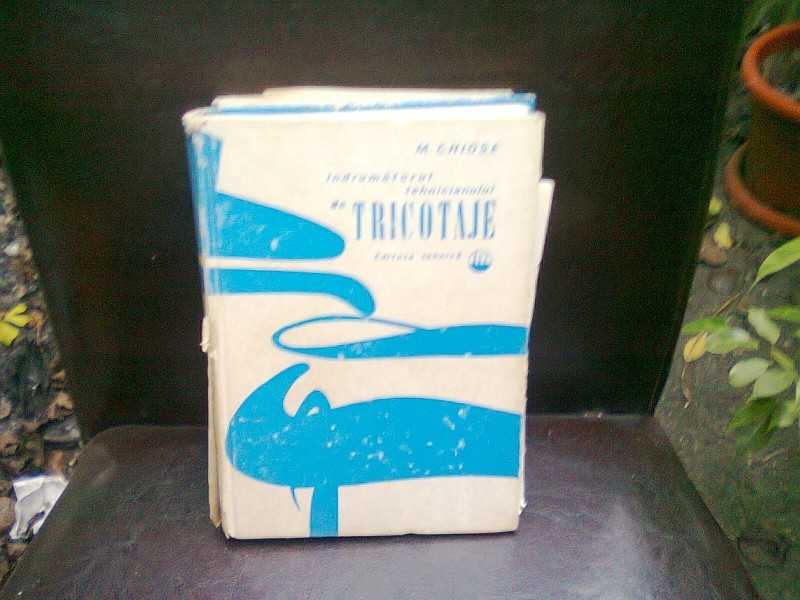 M. CHIOSE
îndrumătorul
tehnicianului
de
TRICOTAJE
Editura tehnică